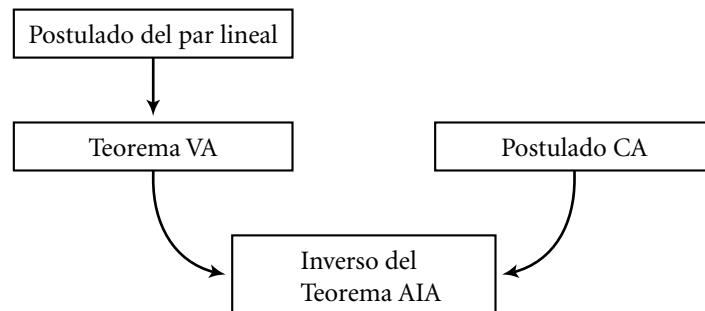 Postulado del par lineal
Teorema VA
Postulado CA
Inverso del
Teorema AIA